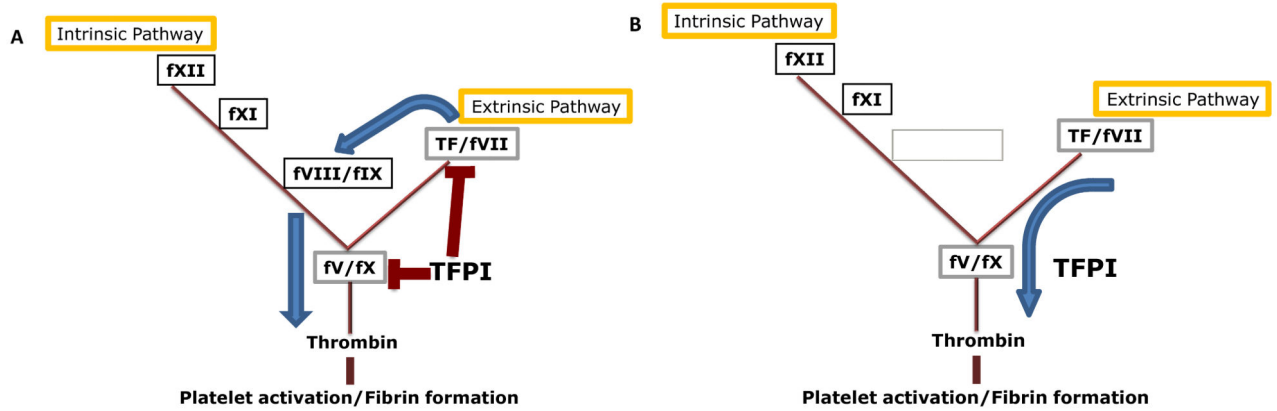 A
Intrinsic Pathway
fXII
fXI
Extrinsic Pathway
TF/fVII
fVIII/fIX
fV/fX
TFPI
Thrombin
Platelet activation/Fibrin formation
B
Intrinsic Pathway
fXII
fXI
Extrinsic Pathway
TF/fVII
fV/fX
TFPI
Thrombin
Platelet activation/Fibrin formation